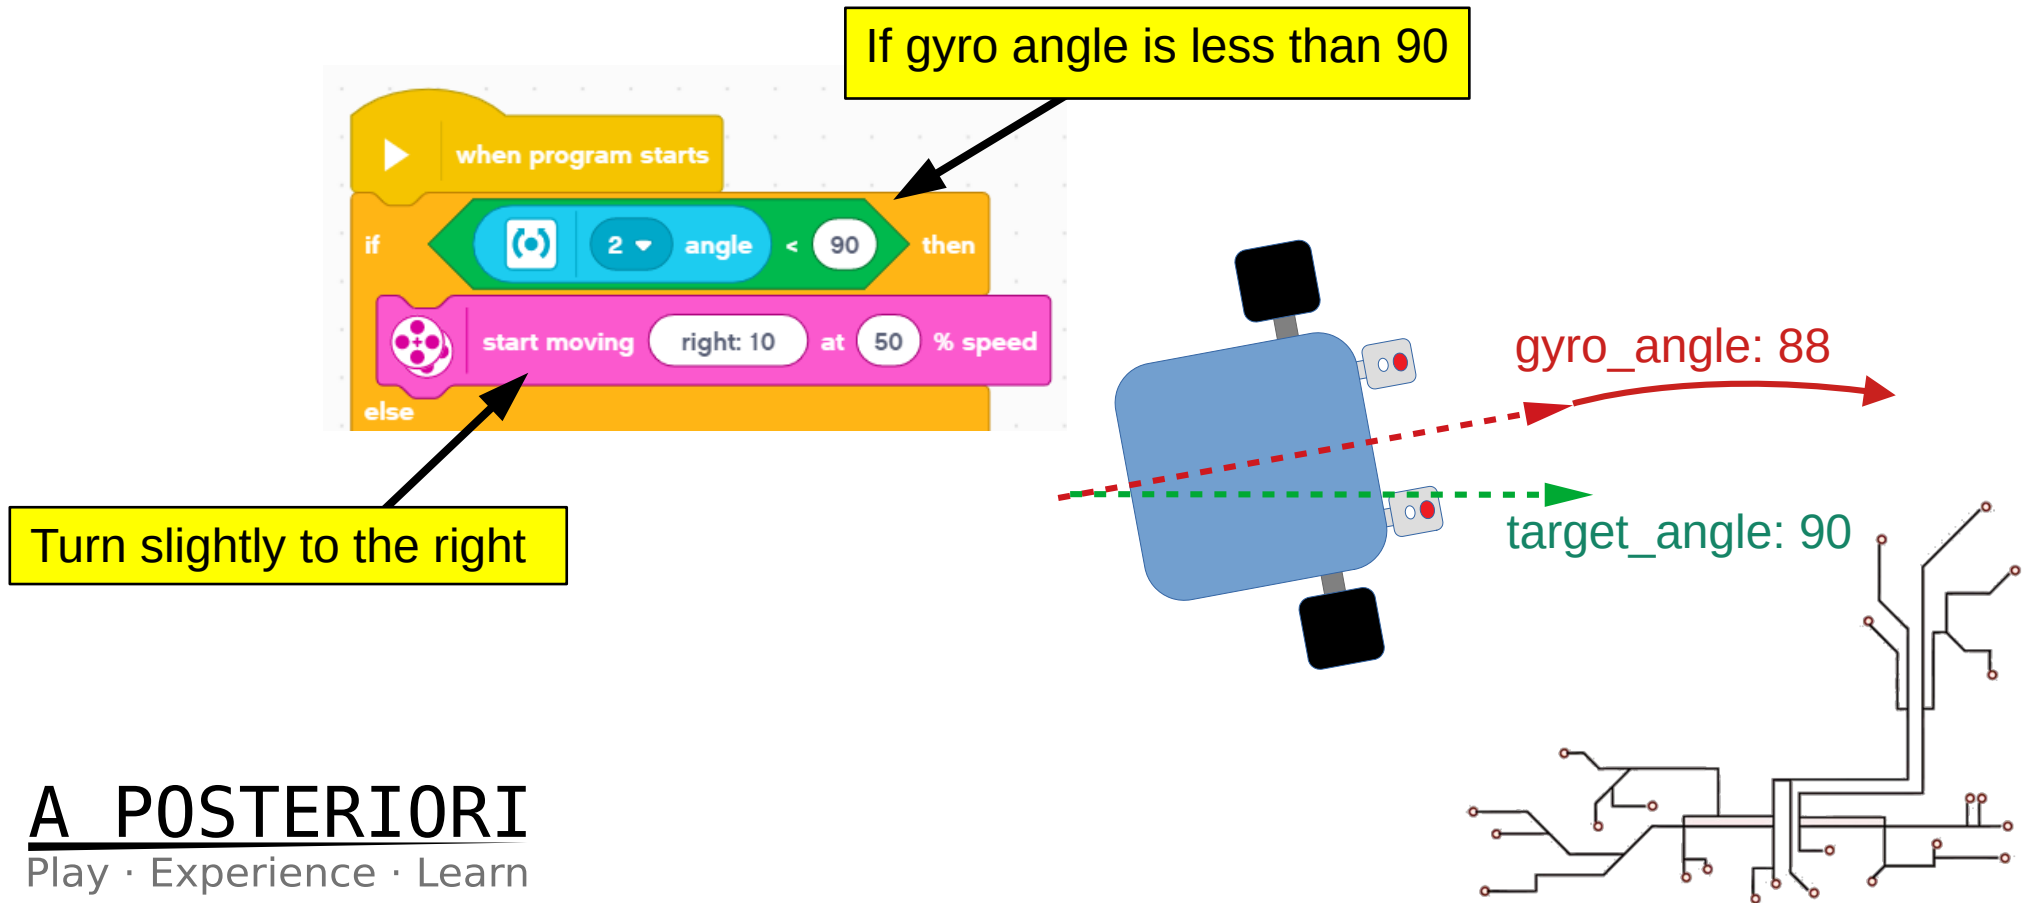 If gyro angle is less than 90
when program starts
if 2 angle < 90 then
start moving right: 10 at 50 % speed
else
Turn slightly to the right
gyro_angle: 88
target_angle: 90
A POSTERIORI
Play · Experience · Learn